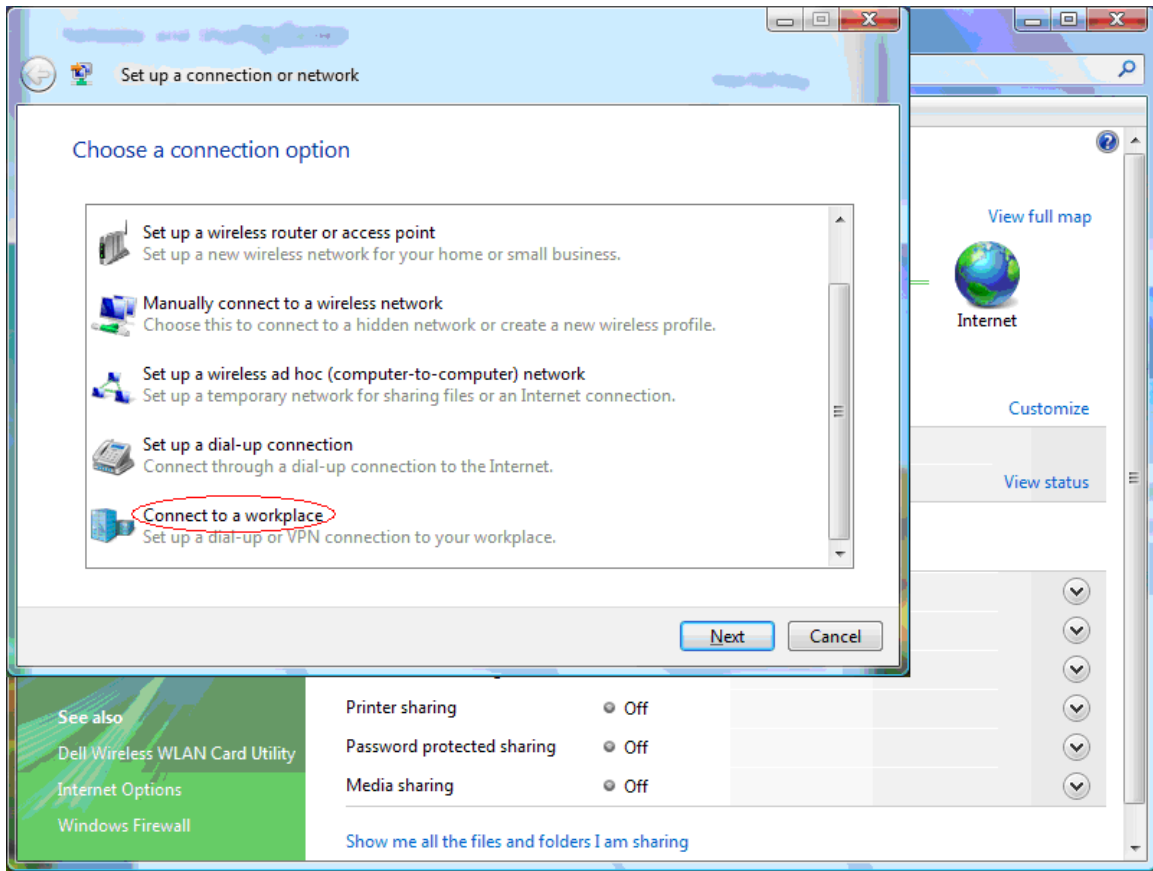 Set up a connection or network
Choose a connection option
Set up a wireless router or access point
Set up a new wireless network for your home or small business.
Manually connect to a wireless network
Choose this to connect to a hidden network or create a new wireless profile.
Set up a wireless ad hoc (computer-to-computer) network
Set up a temporary network for sharing files or an Internet connection.
Set up a dial-up connection
Connect through a dial-up connection to the Internet.
Connect to a workplace
Set up a dial-up or VPN connection to your workplace.
Next
Cancel
View full map
Internet
Customize
View status
See also
Dell Wireless WLAN Card Utility
Internet Options
Windows Firewall
Printer sharing Off
Password protected sharing Off
Media sharing Off
Show me all the files and folders I am sharing